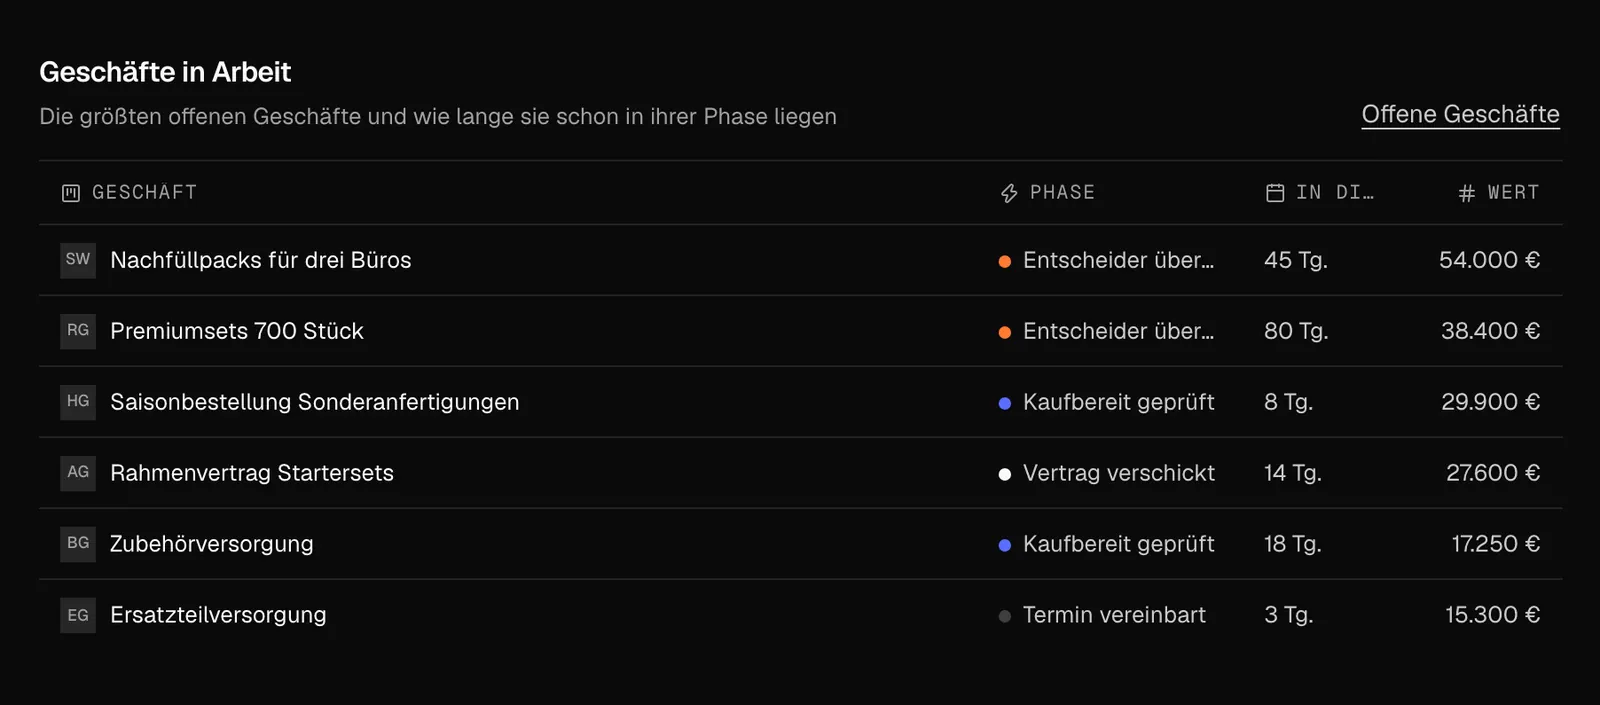 Geschäfte in Arbeit
Die größten offenen Geschäfte und wie lange sie schon in ihrer Phase liegen
Offene Geschäfte
GESCHÄFT PHASE IN DI… # WERT
SW Nachfüllpacks für drei Büros Entscheider über… 45 Tg. 54.000 €
RG Premiumsets 700 Stück Entscheider über… 80 Tg. 38.400 €
HG Saisonbestellung Sonderanfertigungen Kaufbereit geprüft 8 Tg. 29.900 €
AG Rahmenvertrag Startersets Vertrag verschickt 14 Tg. 27.600 €
BG Zubehörversorgung Kaufbereit geprüft 18 Tg. 17.250 €
EG Ersatzteilversorgung Termin vereinbart 3 Tg. 15.300 €